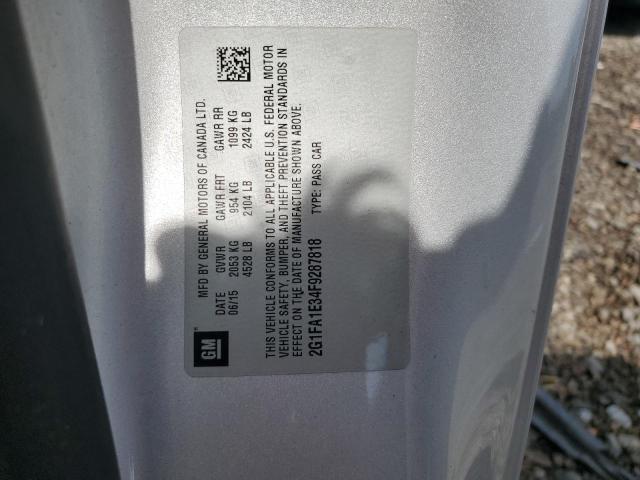 MFD BY GENERAL MOTORS OF CANADA LTD.
DATE GVWR GAWR FRT GAWR RR
06/15 2053 KG 954 KG 1099 KG
4528 LB 2104 LB 2424 LB
GM
THIS VEHICLE CONFORMS TO ALL APPLICABLE U.S. FEDERAL MOTOR
VEHICLE SAFETY, BUMPER, AND THEFT PREVENTION STANDARDS IN
EFFECT ON THE DATE OF MANUFACTURE SHOWN ABOVE.
2G1FA1E34F9287818 TYPE: PASS CAR